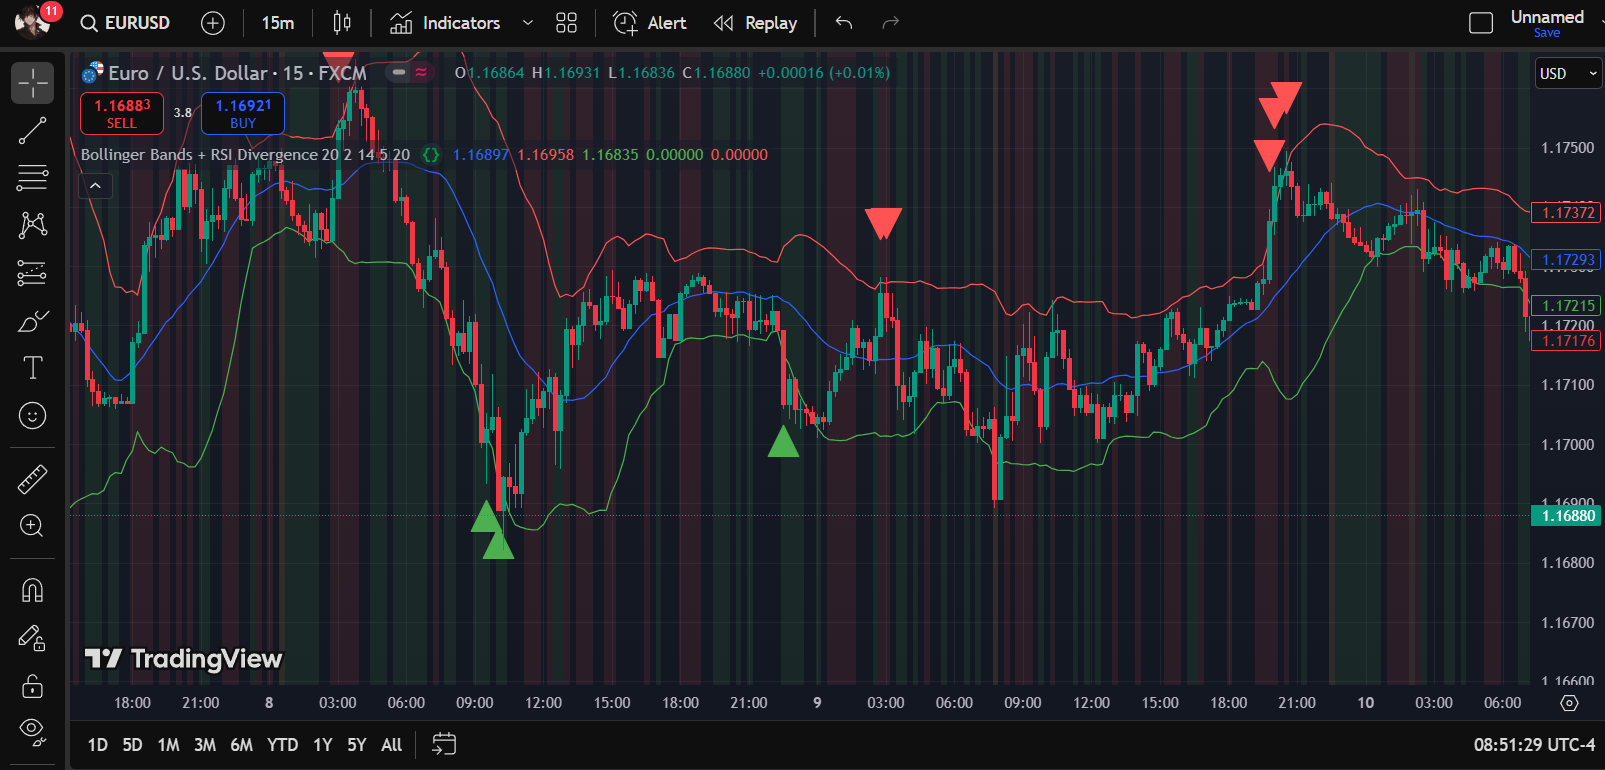 11
EURUSD
15m
Indicators
Alert
Replay
Unnamed
Save
Euro / U.S. Dollar · 15 · FXCM
O1.16864 H1.16931 L1.16836 C1.16880 +0.00016 (+0.01%)
USD
1.16883
SELL
3.8
1.16921
BUY
Bollinger Bands + RSI Divergence 20 2 14 5 20 1.16897 1.16958 1.16835 0.00000 0.00000
1.17500
1.17372
1.17293
1.17215
1.17200
1.17176
1.17100
1.17000
1.16900
1.16880
1.16800
1.16700
1.16600
TradingView
18:00 21:00 8 03:00 06:00 09:00 12:00 15:00 18:00 21:00 9 03:00 06:00 09:00 12:00 15:00 18:00 21:00 10 03:00 06:00
1D 5D 1M 3M 6M YTD 1Y 5Y All
08:51:29 UTC-4